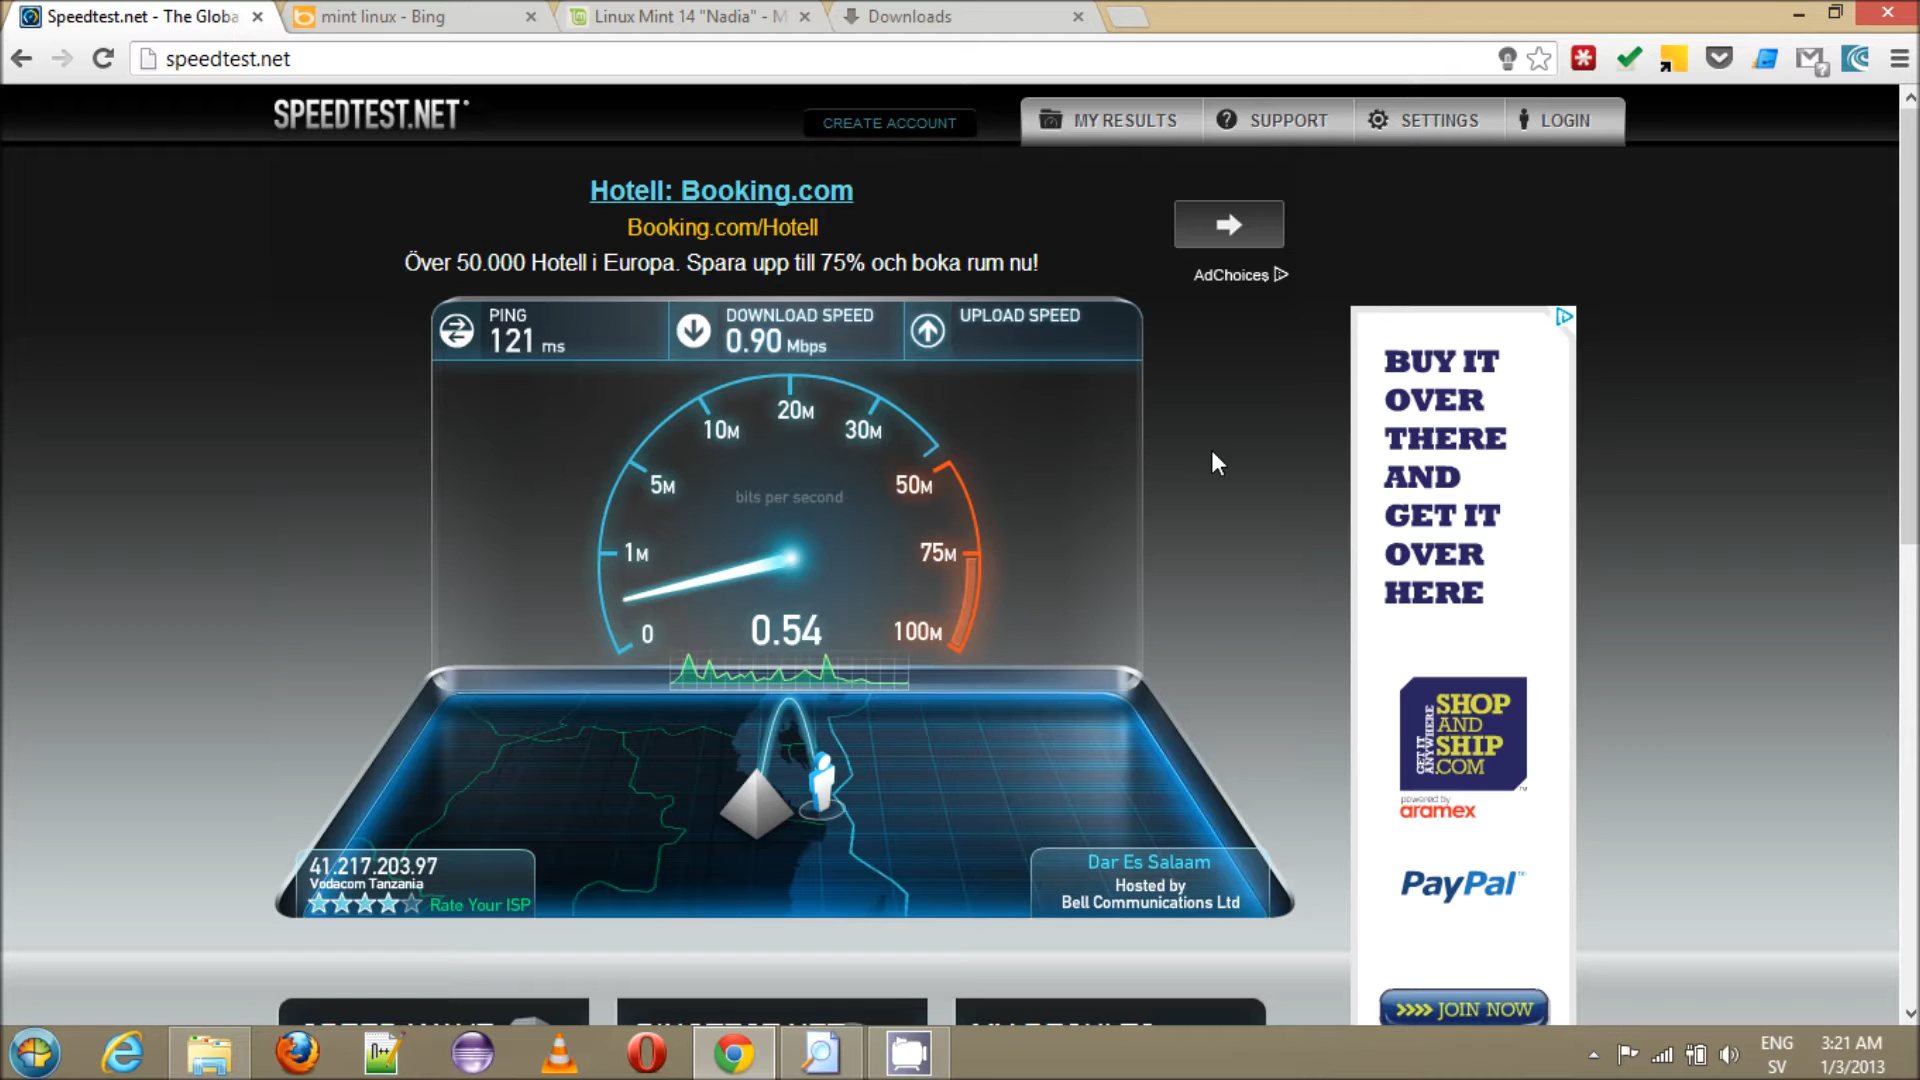 Speedtest.net - The Globa
mint linux - Bing
Linux Mint 14 "Nadia" - M
Downloads
speedtest.net
SPEEDTEST.NET
CREATE ACCOUNT
MY RESULTS
SUPPORT
SETTINGS
LOGIN
Hotell: Booking.com
Booking.com/Hotell
Över 50.000 Hotell i Europa. Spara upp till 75% och boka rum nu!
AdChoices
PING
121 ms
DOWNLOAD SPEED
0.90 Mbps
UPLOAD SPEED
20M
10M
30M
5M
50M
bits per second
1M
75M
0
0.54
100M
41.217.203.97
Vodacom Tanzania
Rate Your ISP
Dar Es Salaam
Hosted by
Bell Communications Ltd
BUY IT
OVER
THERE
AND
GET IT
OVER
HERE
GET IT
ANYWHERE
SHOP
AND
SHIP
.COM
powered by
aramex
PayPal
>>>> JOIN NOW
N++
ENG
SV
3:21 AM
1/3/2013